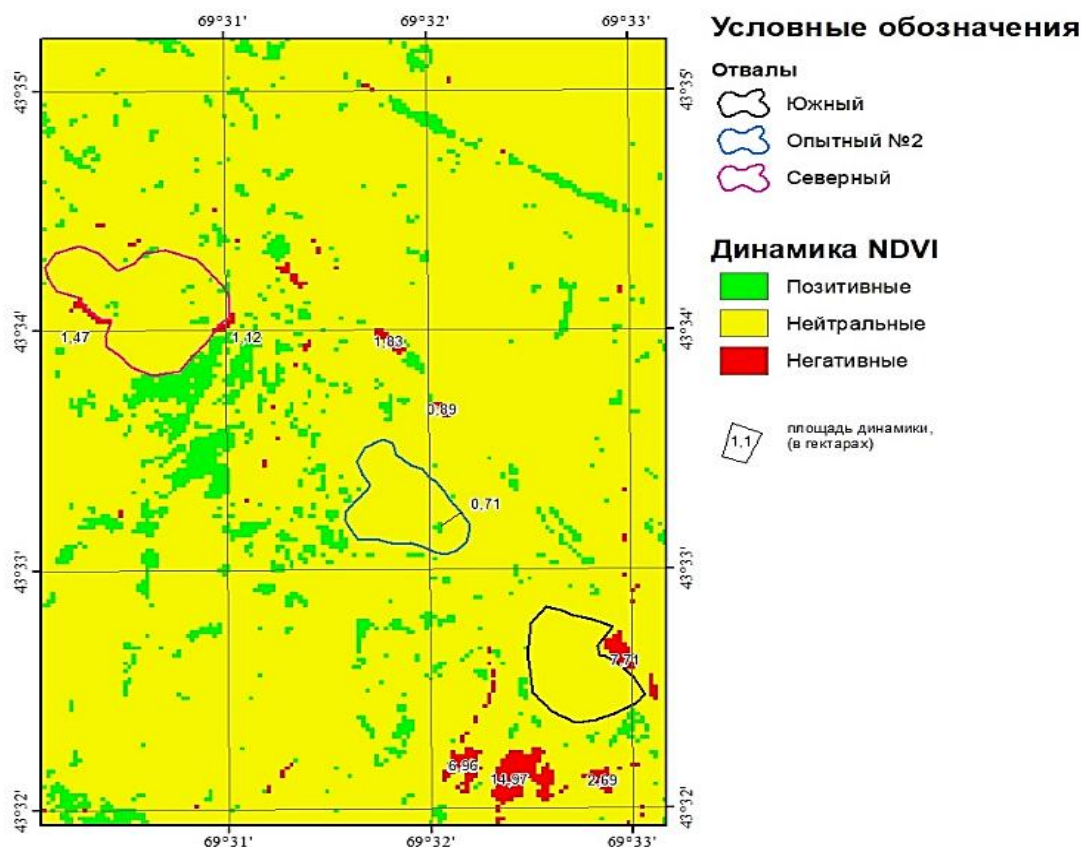 69°31' 69°32' 69°33'
Условные обозначения
Отвалы
Южный
Опытный №2
Северный
Динамика NDVI
Позитивные
Нейтральные
Негативные
1,1
площадь динамики,
(в гектарах)
43°35' 43°35'
43°34' 43°34'
1,47 1,12 1,83
0,89
0,71
43°33' 43°33'
7,71
6,96 14,97 2,69
43°32' 43°32'
69°31' 69°32' 69°33'